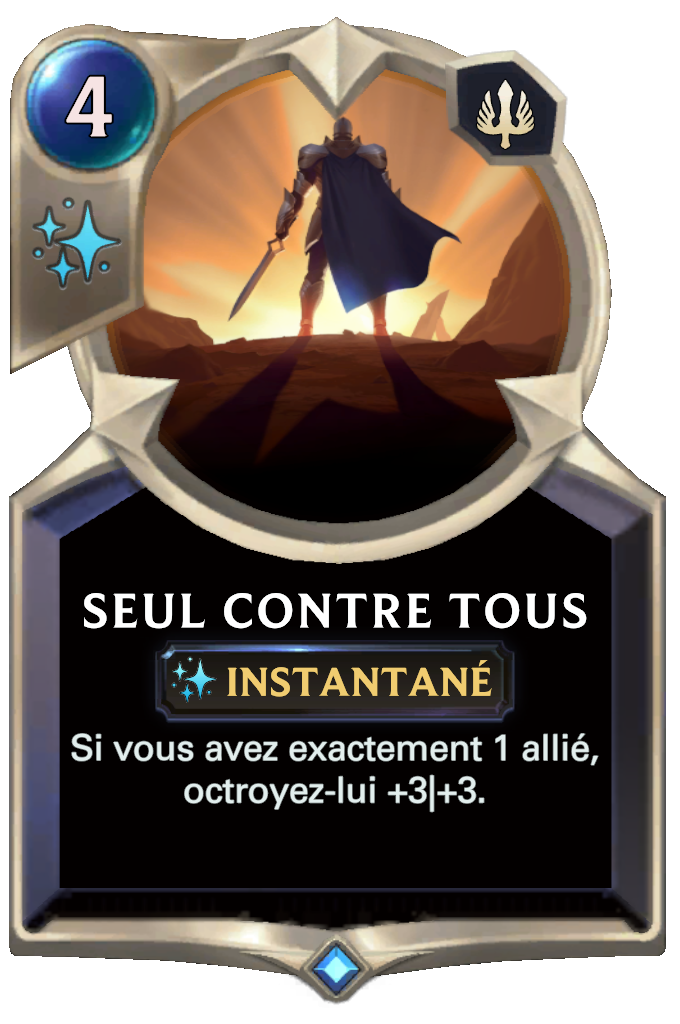 4
SEUL CONTRE TOUS
INSTANTANÉ
Si vous avez exactement 1 allié,
octroyez-lui +3|+3.